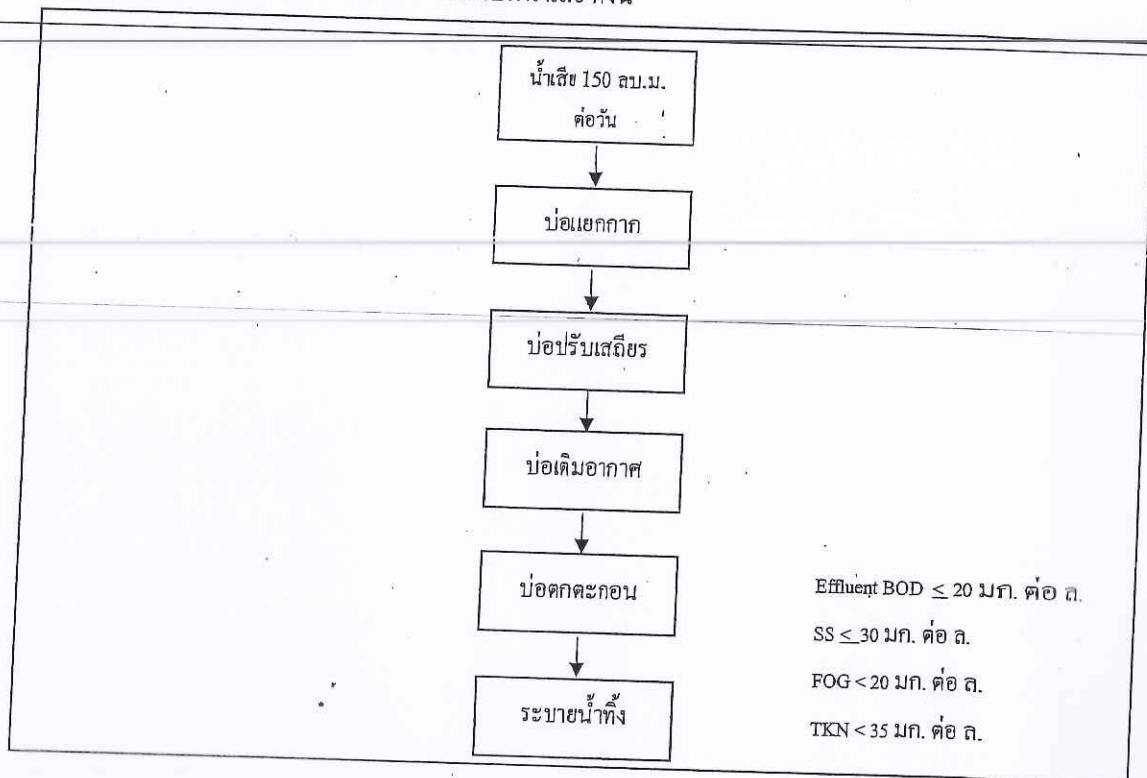 น้ำเสีย 150 ลบ.ม.
ต่อวัน
บ่อแยกกาก
บ่อปรับเสถียร
บ่อเติมอากาศ
บ่อตกตะกอน
ระบายน้ำทิ้ง
Effluent BOD ≤ 20 มก. ต่อ ล.
SS ≤ 30 มก. ต่อ ล.
FOG < 20 มก. ต่อ ล.
TKN < 35 มก. ต่อ ล.